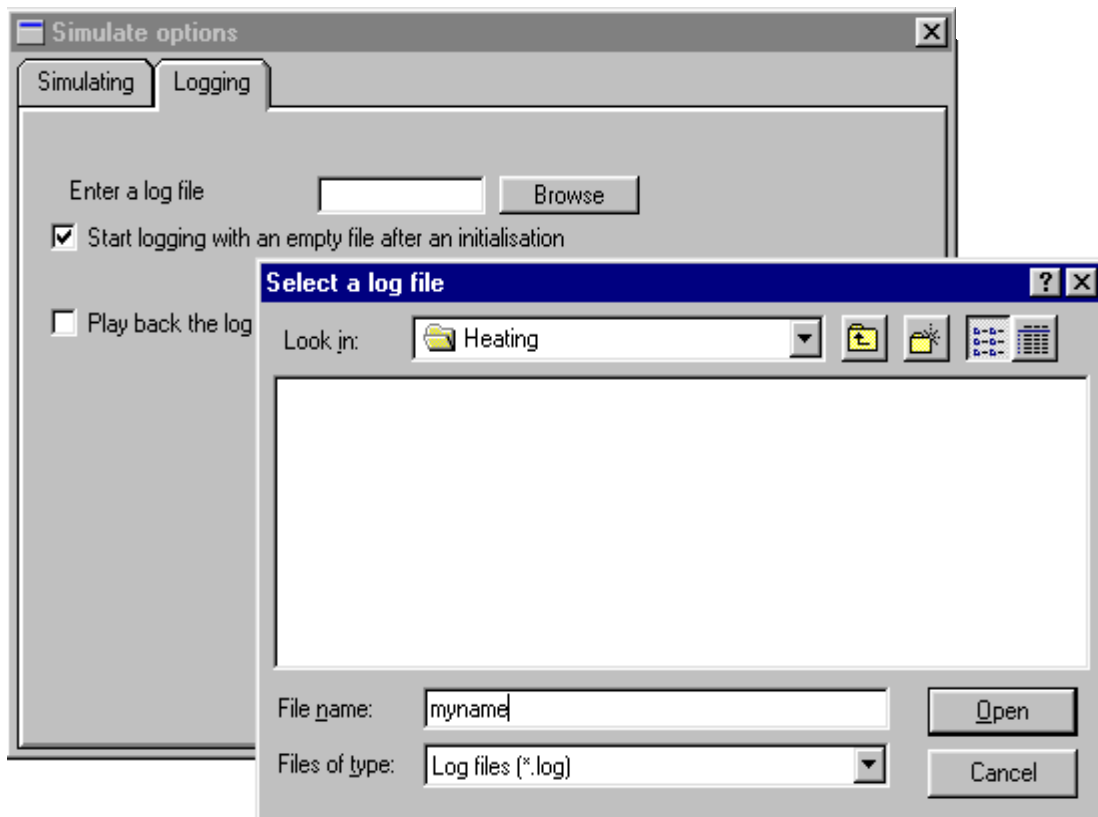 Simulate options
Simulating Logging
Enter a log file Browse
Start logging with an empty file after an initialisation
Play back the log
Select a log file
Look in: Heating
File name: myname Open
Files of type: Log files (*.log) Cancel